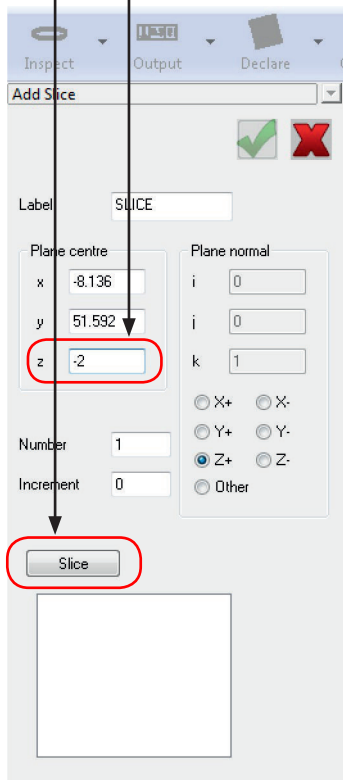 Inspect Output Declare
Add Slice
Label SLICE
Plane centre
x -8.136
y 51.592
z -2
Plane normal
i 0
j 0
k 1
X+ X-
Y+ Y-
Z+ Z-
Other
Number 1
Increment 0
Slice